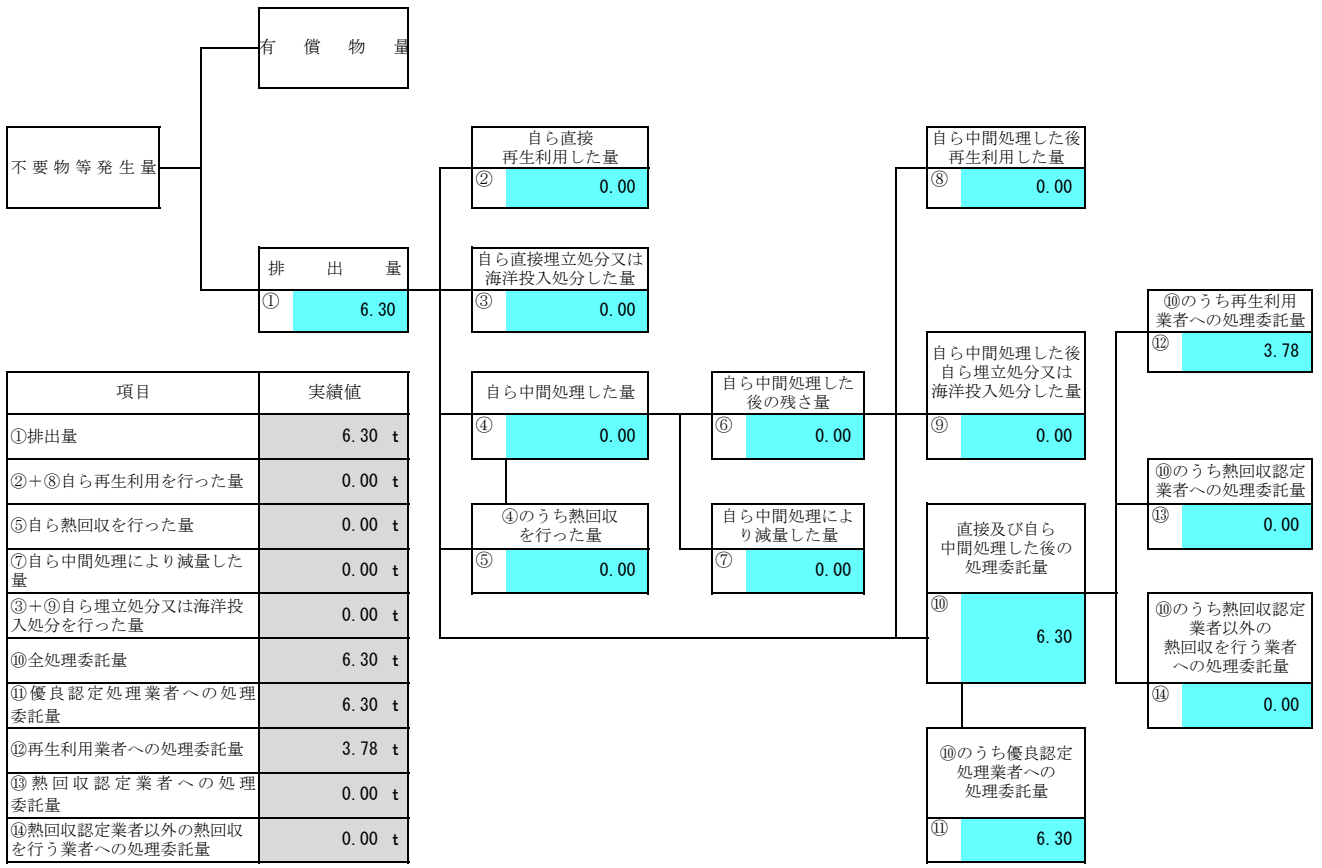 有償物量
不要物等発生量
排出量
① 6.30
自ら直接
再生利用した量
② 0.00
自ら直接埋立処分又は
海洋投入処分した量
③ 0.00
自ら中間処理した量
④ 0.00
④のうち熱回収
を行った量
⑤ 0.00
自ら中間処理した
後の残さ量
⑥ 0.00
自ら中間処理によ
り減量した量
⑦ 0.00
自ら中間処理した後
再生利用した量
⑧ 0.00
自ら中間処理した後
自ら埋立処分又は
海洋投入処分した量
⑨ 0.00
直接及び自ら
中間処理した後の
処理委託量
⑩ 6.30
⑩のうち優良認定
処理業者への
処理委託量
⑪ 6.30
⑩のうち再生利用
業者への処理委託量
⑫ 3.78
⑩のうち熱回収認定
業者への処理委託量
⑬ 0.00
⑩のうち熱回収認定
業者以外の
熱回収を行う業者
への処理委託量
⑭ 0.00
項目 実績値
①排出量 6.30 t
②+⑧自ら再生利用を行った量 0.00 t
⑤自ら熱回収を行った量 0.00 t
⑦自ら中間処理により減量した
量 0.00 t
③+⑨自ら埋立処分又は海洋投
入処分を行った量 0.00 t
⑩全処理委託量 6.30 t
⑪優良認定処理業者への処理
委託量 6.30 t
⑫再生利用業者への処理委託量 3.78 t
⑬熱回収認定業者への処理
委託量 0.00 t
⑭熱回収認定業者以外の熱回収
を行う業者への処理委託量 0.00 t